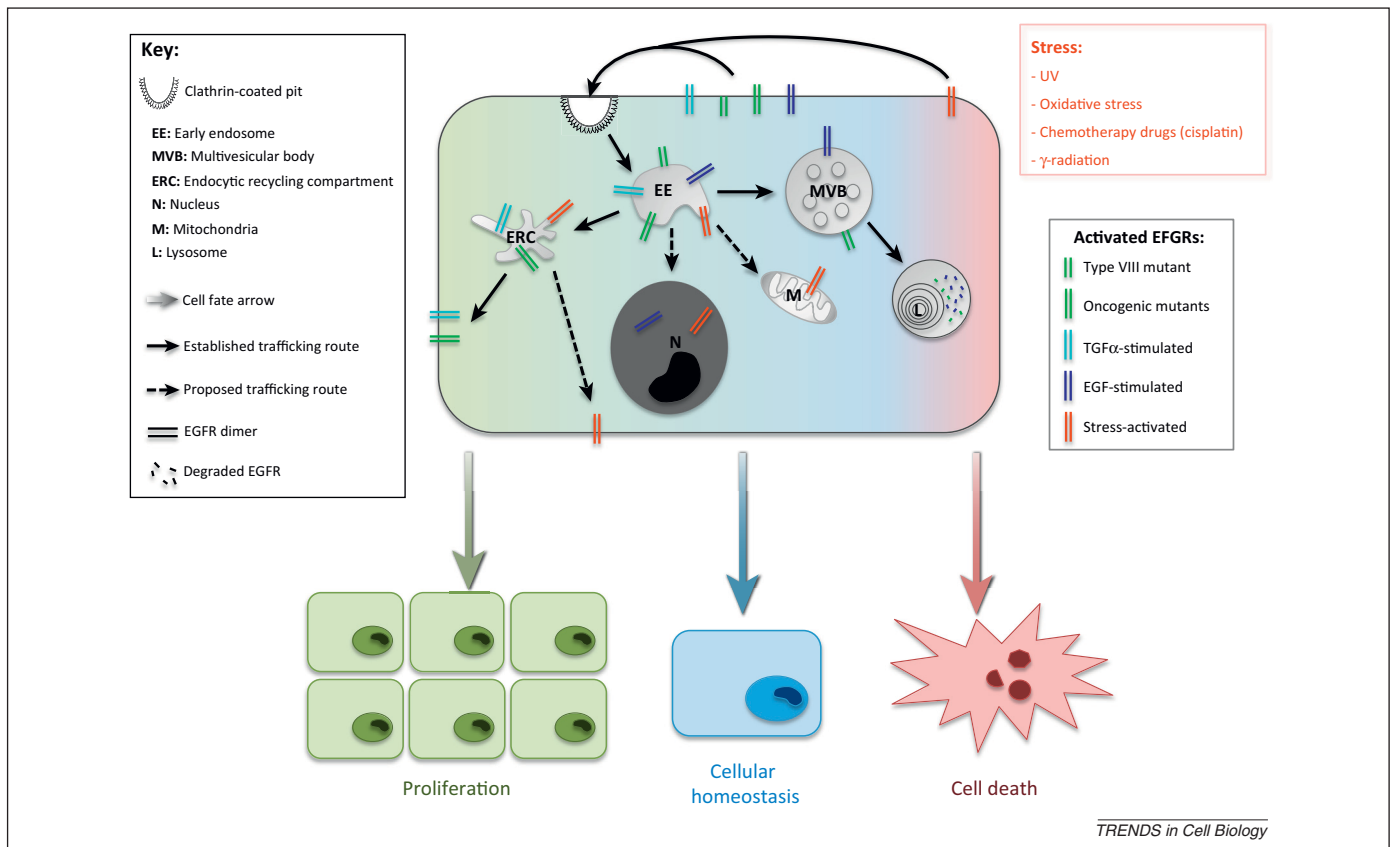 Key:
Clathrin-coated pit
EE: Early endosome
MVB: Multivesicular body
ERC: Endocytic recycling compartment
N: Nucleus
M: Mitochondria
L: Lysosome
Cell fate arrow
Established trafficking route
Proposed trafficking route
EGFR dimer
Degraded EGFR
EE
MVB
ERC
M
L
N
Stress:
- UV
- Oxidative stress
- Chemotherapy drugs (cisplatin)
- γ-radiation
Activated EFGRs:
Type VIII mutant
Oncogenic mutants
TGFα-stimulated
EGF-stimulated
Stress-activated
Proliferation
Cellular
homeostasis
Cell death
TRENDS in Cell Biology